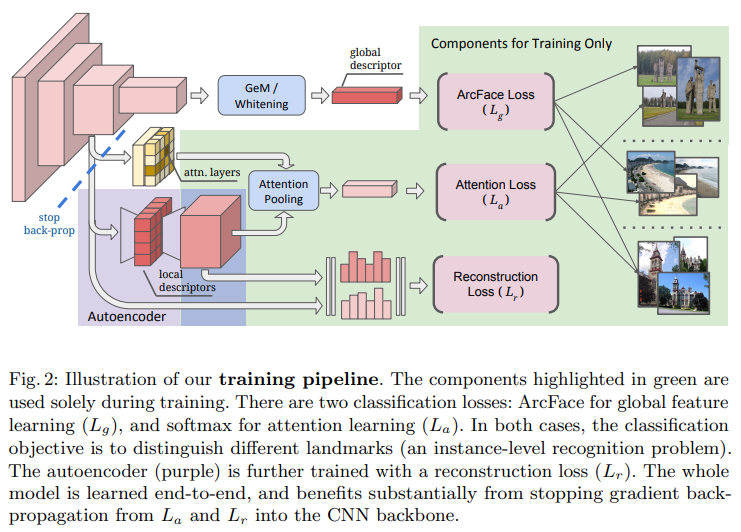 Components for Training Only
global
descriptor
GeM /
Whitening
ArcFace Loss
(L_g)
attn. layers
Attention
Pooling
Attention Loss
(L_a)
stop
back-prop
local
descriptors
Reconstruction
Loss (L_r)
Autoencoder
Fig. 2: Illustration of our training pipeline. The components highlighted in green are
used solely during training. There are two classification losses: ArcFace for global feature
learning (L_g), and softmax for attention learning (L_a). In both cases, the classification
objective is to distinguish different landmarks (an instance-level recognition problem).
The autoencoder (purple) is further trained with a reconstruction loss (L_r). The whole
model is learned end-to-end, and benefits substantially from stopping gradient back-
propagation from L_a and L_r into the CNN backbone.